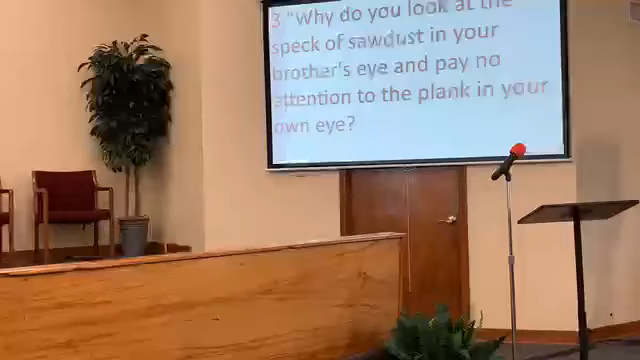 3 "Why do you look at the
speck of sawdust in your
brother's eye and pay no
attention to the plank in your
own eye?